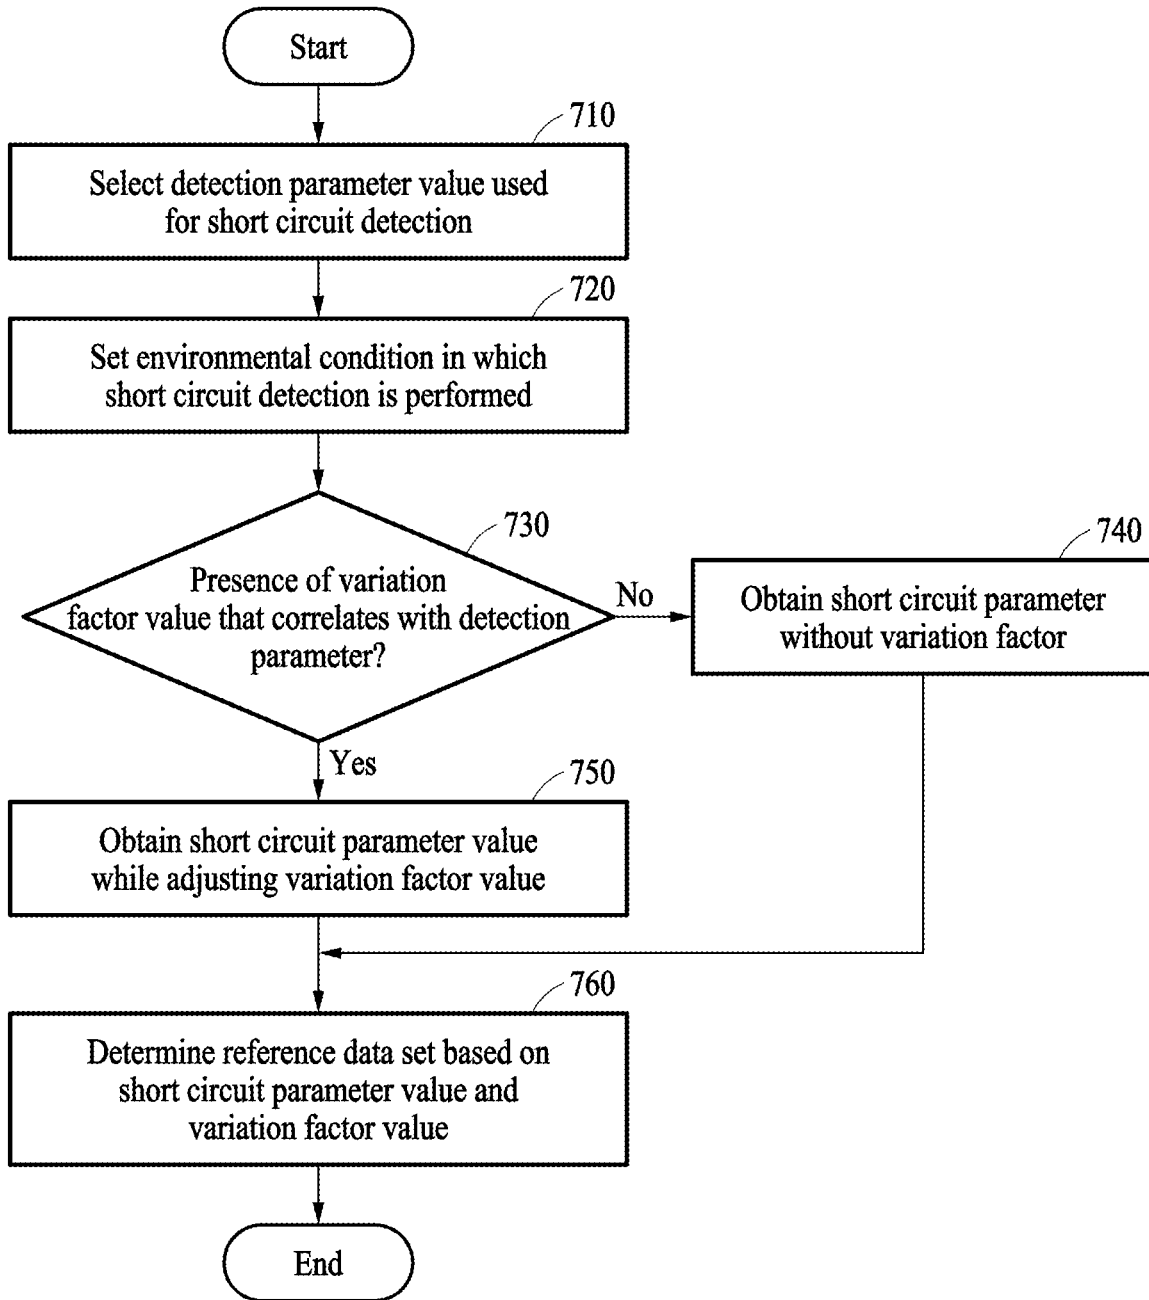 Start
710
Select detection parameter value used
for short circuit detection
720
Set environmental condition in which
short circuit detection is performed
730
Presence of variation
factor value that correlates with detection
parameter?
No
740
Obtain short circuit parameter
without variation factor
Yes
750
Obtain short circuit parameter value
while adjusting variation factor value
760
Determine reference data set based on
short circuit parameter value and
variation factor value
End